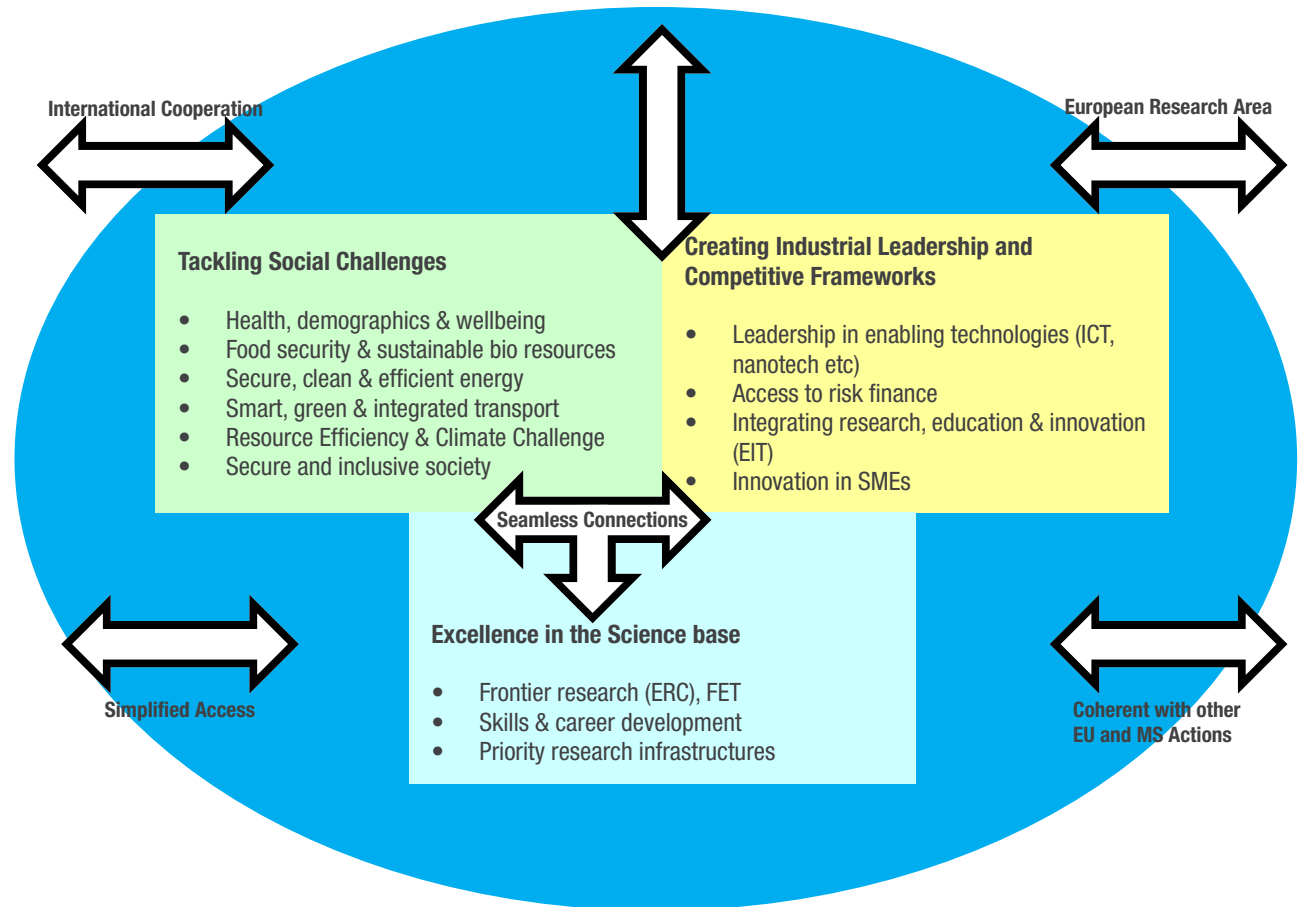 International Cooperation
European Research Area
Tackling Social Challenges
• Health, demographics & wellbeing
• Food security & sustainable bio resources
• Secure, clean & efficient energy
• Smart, green & integrated transport
• Resource Efficiency & Climate Challenge
• Secure and inclusive society
Creating Industrial Leadership and
Competitive Frameworks
• Leadership in enabling technologies (ICT,
nanotech etc)
• Access to risk finance
• Integrating research, education & innovation
(EIT)
• Innovation in SMEs
Seamless Connections
Excellence in the Science base
• Frontier research (ERC), FET
• Skills & career development
• Priority research infrastructures
Simplified Access
Coherent with other
EU and MS Actions